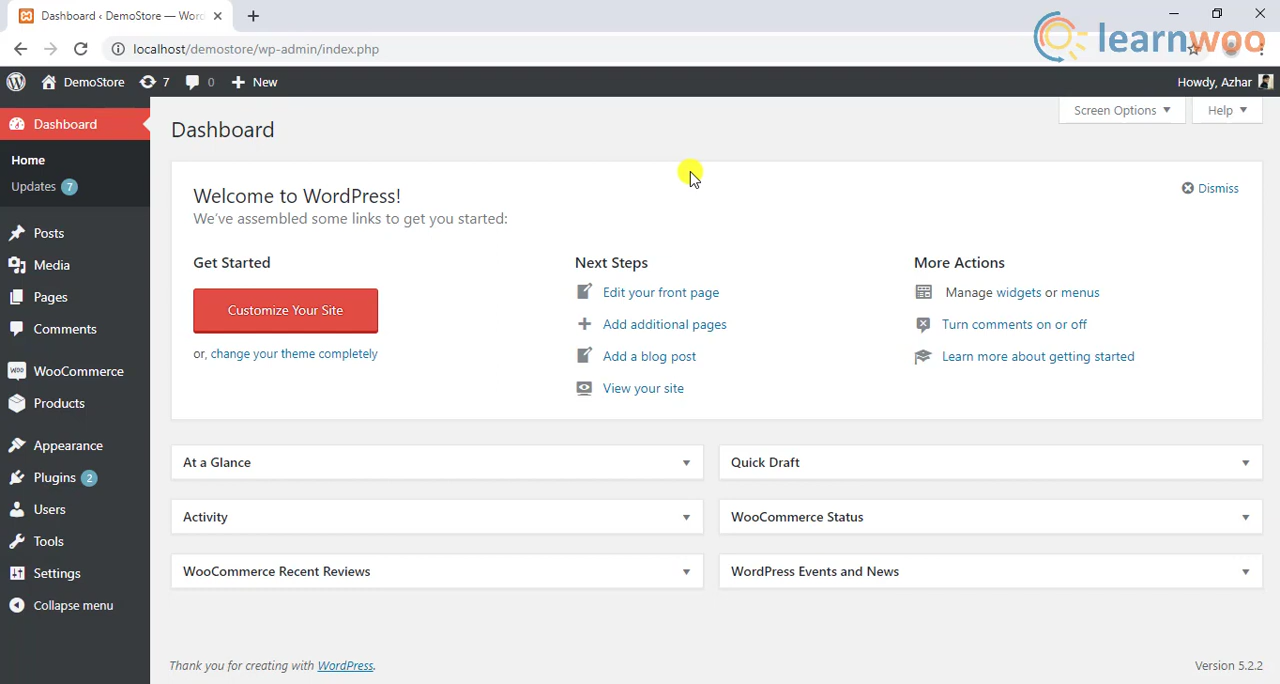 Dashboard ‹ DemoStore — Wor
learnwoo
localhost/demostore/wp-admin/index.php
DemoStore 7 0 New
Howdy, Azhar
Dashboard
Screen Options
Help
Dashboard
Home
Updates 7
Posts
Media
Pages
Comments
WOO WooCommerce
Products
Appearance
Plugins 2
Users
Tools
Settings
Collapse menu
Welcome to WordPress!
Dismiss
We've assembled some links to get you started:
Get Started
Customize Your Site
or, change your theme completely
Next Steps
Edit your front page
Add additional pages
Add a blog post
View your site
More Actions
Manage widgets or menus
Turn comments on or off
Learn more about getting started
At a Glance
Quick Draft
Activity
WooCommerce Status
WooCommerce Recent Reviews
WordPress Events and News
Thank you for creating with WordPress.
Version 5.2.2